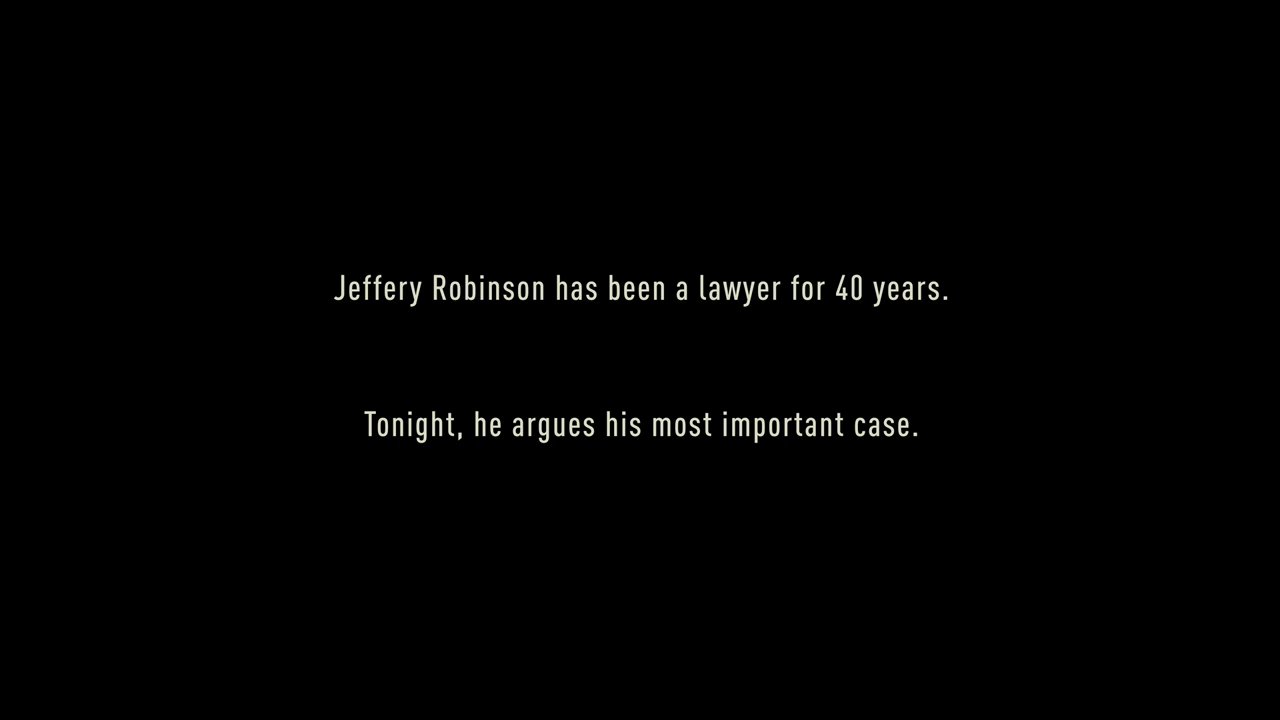 Jeffery Robinson has been a lawyer for 40 years.
Tonight, he argues his most important case.